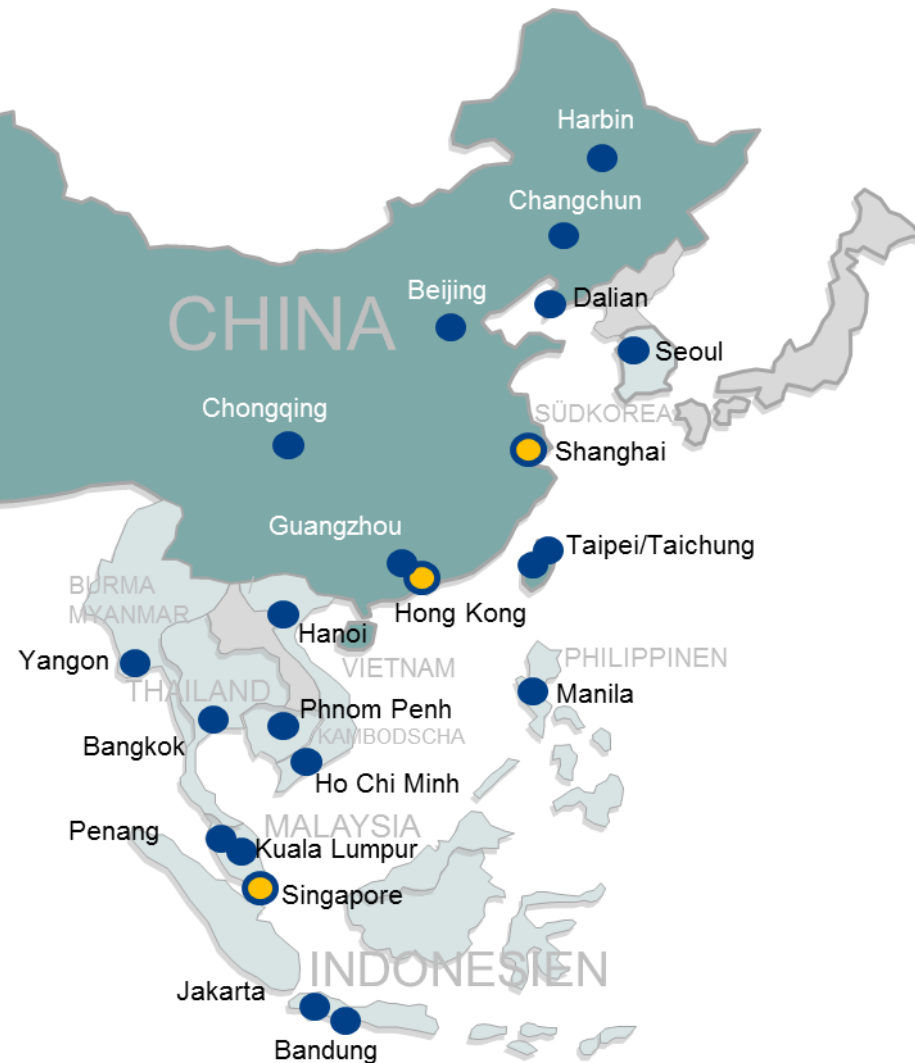 Harbin
Changchun
Beijing
Dalian
CHINA
Seoul
Chongqing
SÜDKOREA
Shanghai
Guangzhou
Taipei/Taichung
BURMA /
MYANMAR
Hong Kong
Hanoi
Yangon
VIETNAM
PHILIPPINEN
THAILAND
Manila
Phnom Penh
KAMBODSCHA
Bangkok
Ho Chi Minh
Penang
MALAYSIA
Kuala Lumpur
Singapore
INDONESIEN
Jakarta
Bandung